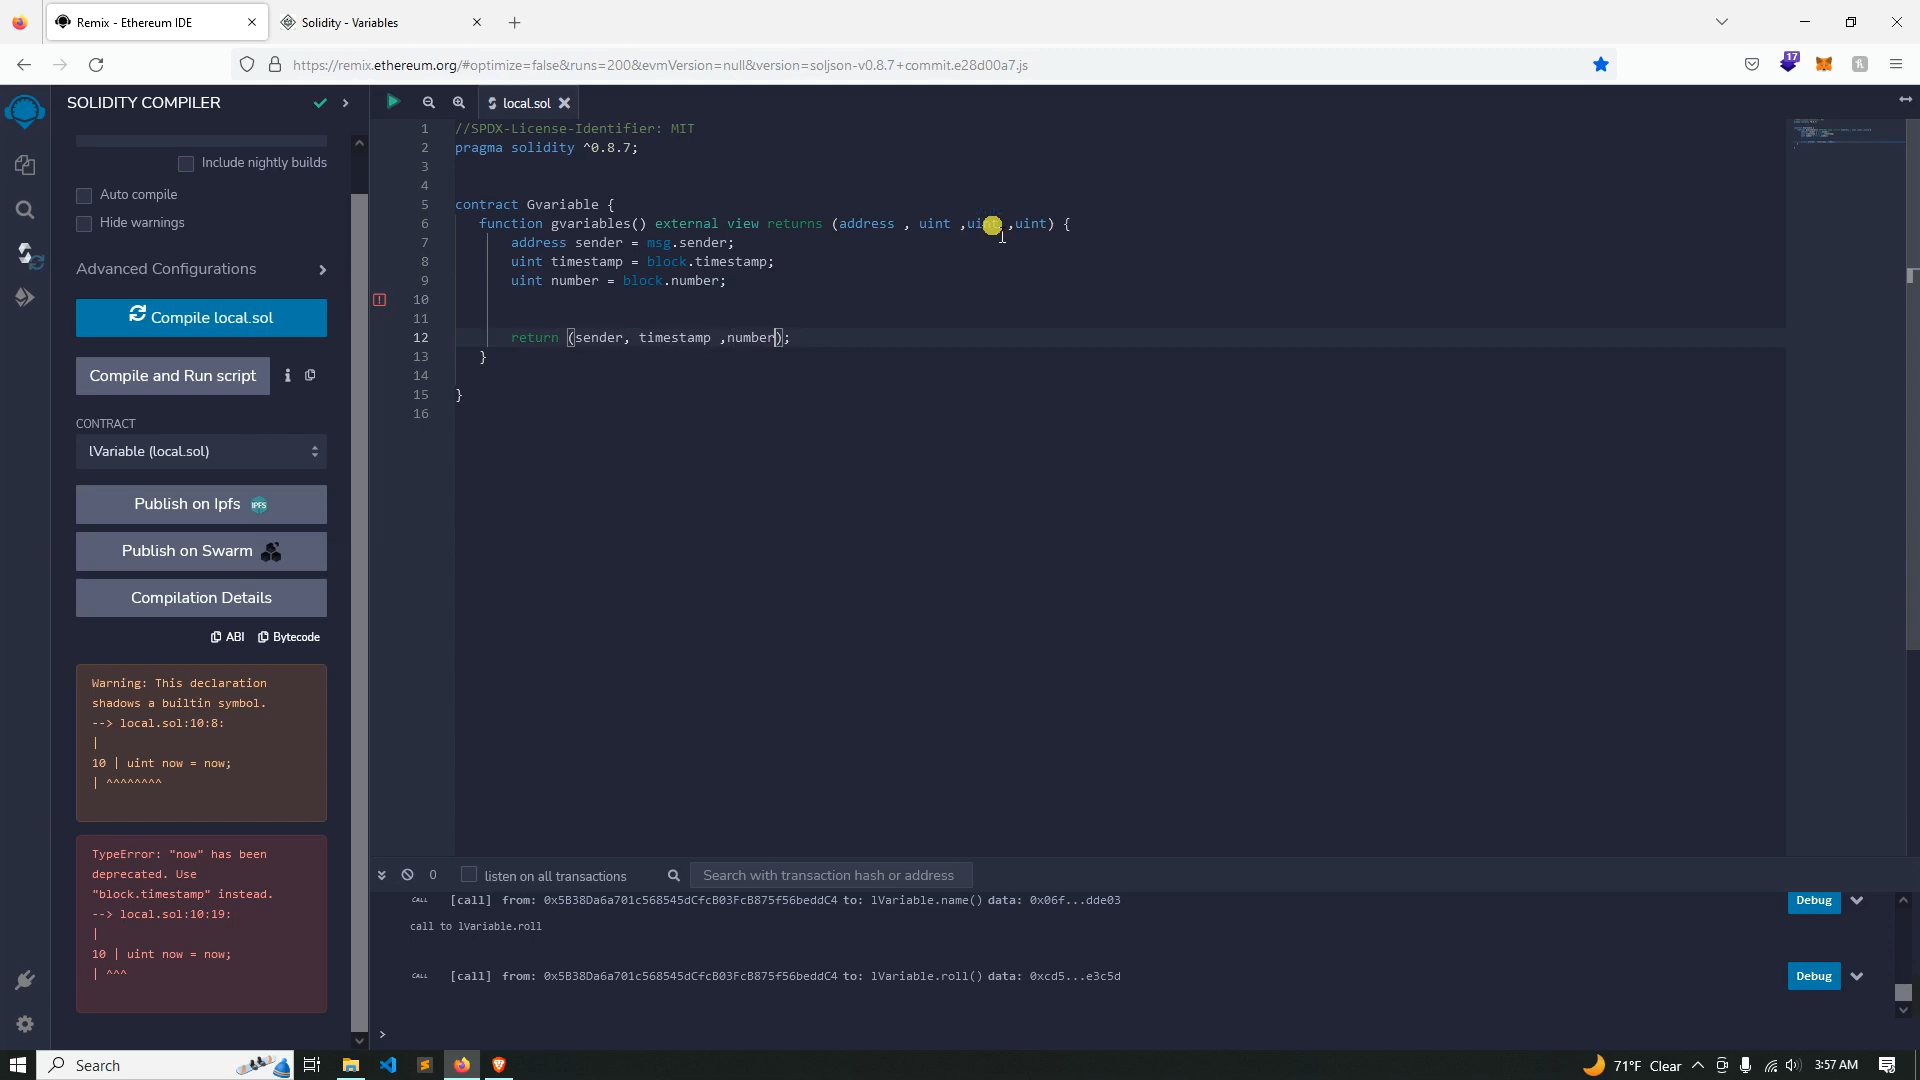 Remix - Ethereum IDE
Solidity - Variables
17
https://remix.ethereum.org/#optimize=false&runs=200&evmVersion=null&version=soljson-v0.8.7+commit.e28d00a7.js
SOLIDITY COMPILER
local.sol
Include nightly builds
Auto compile
Hide warnings
Advanced Configurations
Compile local.sol
Compile and Run script
CONTRACT
lVariable (local.sol)
Publish on Ipfs
IPFS
Publish on Swarm
Compilation Details
ABI
Bytecode
Warning: This declaration
shadows a builtin symbol.
--> local.sol:10:8:
|
10 | uint now = now;
| ^^^^^^^^
TypeError: "now" has been
deprecated. Use
"block.timestamp" instead.
--> local.sol:10:19:
|
10 | uint now = now;
| ^^^
1 //SPDX-License-Identifier: MIT
2 pragma solidity ^0.8.7;
3
4
5 contract Gvariable {
6 function gvariables() external view returns (address , uint ,uint ,uint) {
7 address sender = msg.sender;
8 uint timestamp = block.timestamp;
9 uint number = block.number;
10
11
12 return (sender, timestamp ,number);
13 }
14
15 }
16
0
listen on all transactions
Search with transaction hash or address
CALL [call] from: 0x5B38Da6a701c568545dCfcB03FcB875f56beddC4 to: lVariable.name() data: 0x06f...dde03
Debug
call to lVariable.roll
CALL [call] from: 0x5B38Da6a701c568545dCfcB03FcB875f56beddC4 to: lVariable.roll() data: 0xcd5...e3c5d
Debug
>
Search
71°F Clear
3:57 AM